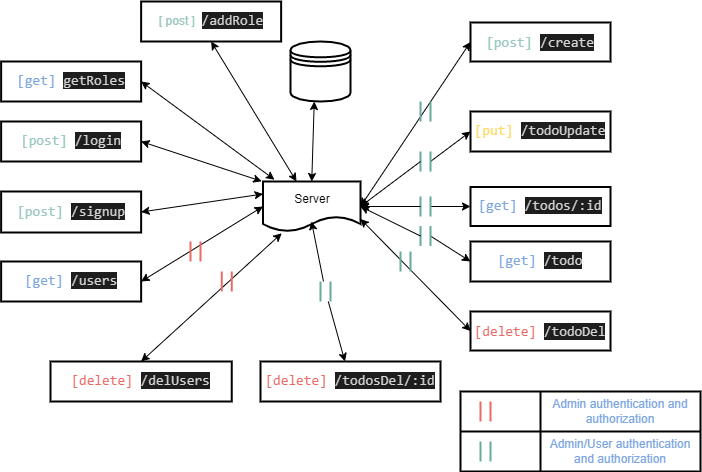 [post] /addRole
[post] /create
[get] getRoles
[put] /todoUpdate
[post] /login
Server
[post] /signup
[get] /todos/:id
[get] /users
[get] /todo
[delete] /todoDel
[delete] /delUsers
[delete] /todosDel/:id
Admin authentication and
authorization
Admin/User authentication
and authorization